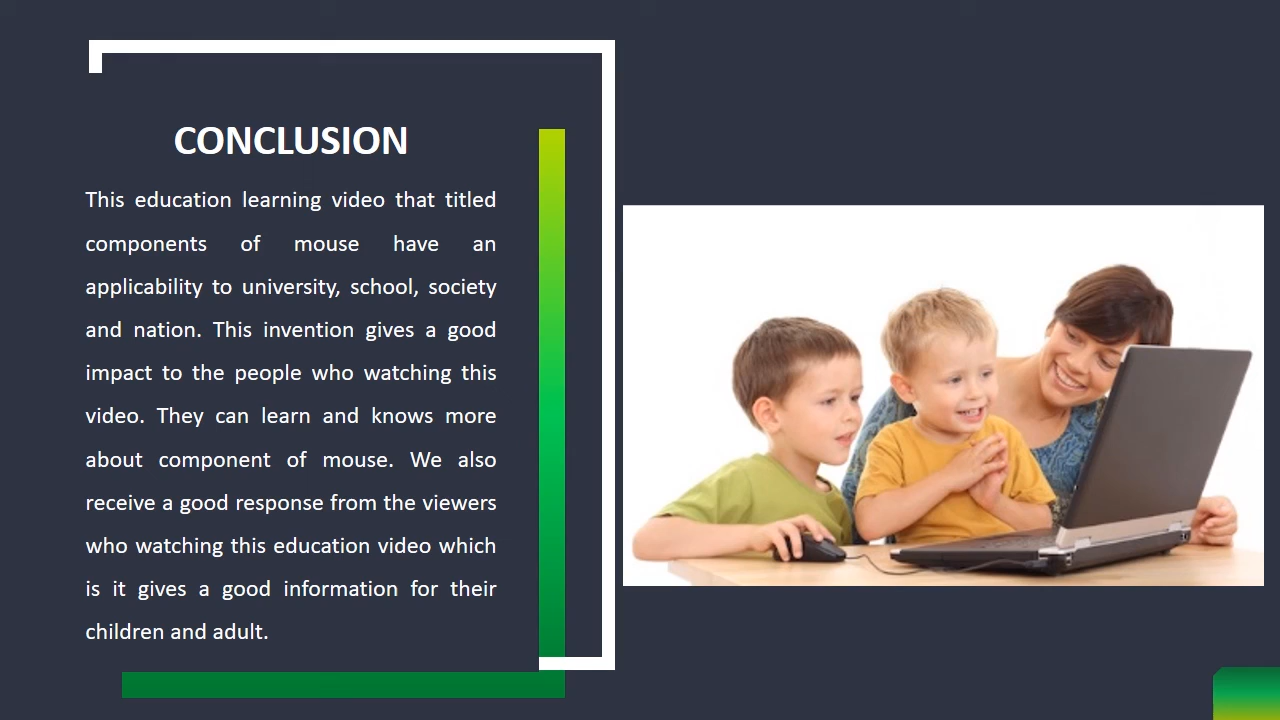 CONCLUSION
This education learning video that titled
components of mouse have an
applicability to university, school, society
and nation. This invention gives a good
impact to the people who watching this
video. They can learn and knows more
about component of mouse. We also
receive a good response from the viewers
who watching this education video which
is it gives a good information for their
children and adult.